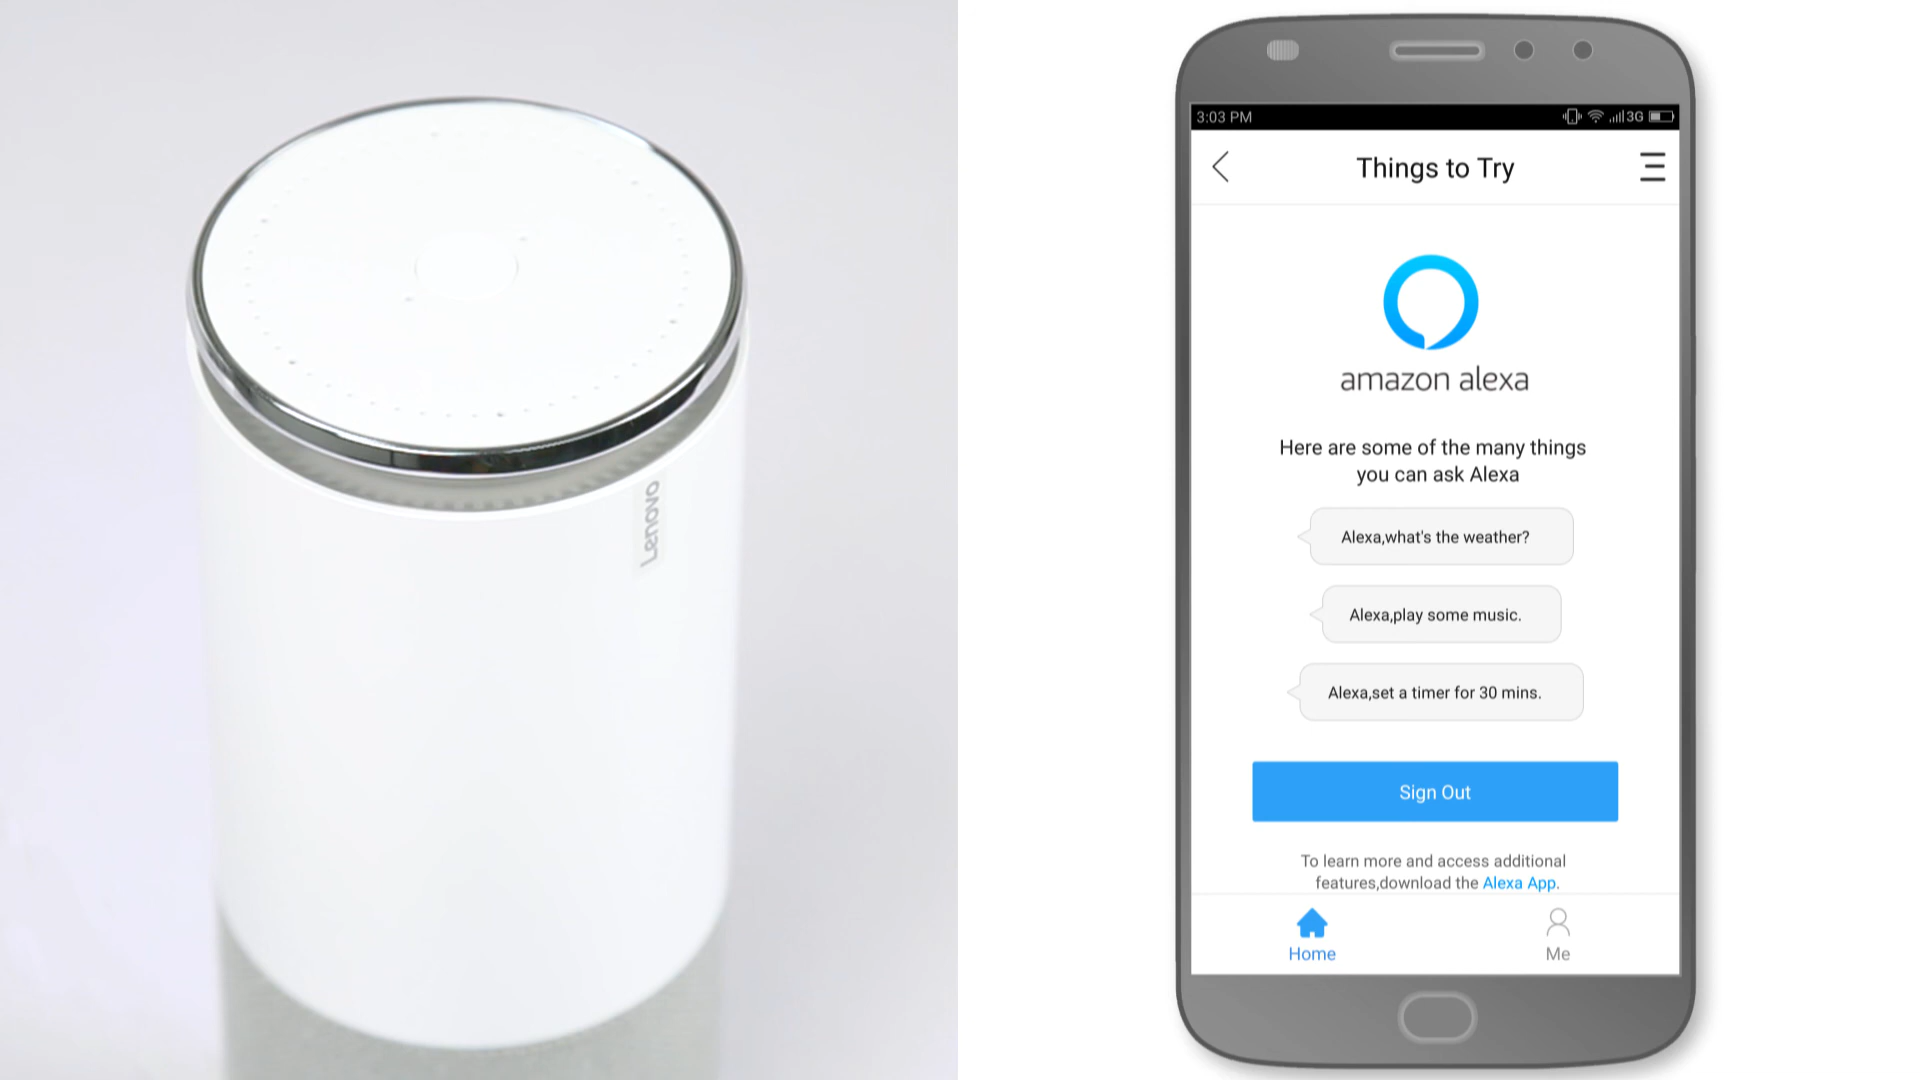 Lenovo
3:03 PM
3G
Things to Try
amazon alexa
Here are some of the many things
you can ask Alexa
Alexa,what's the weather?
Alexa,play some music.
Alexa,set a timer for 30 mins.
Sign Out
To learn more and access additional
features,download the Alexa App.
Home
Me